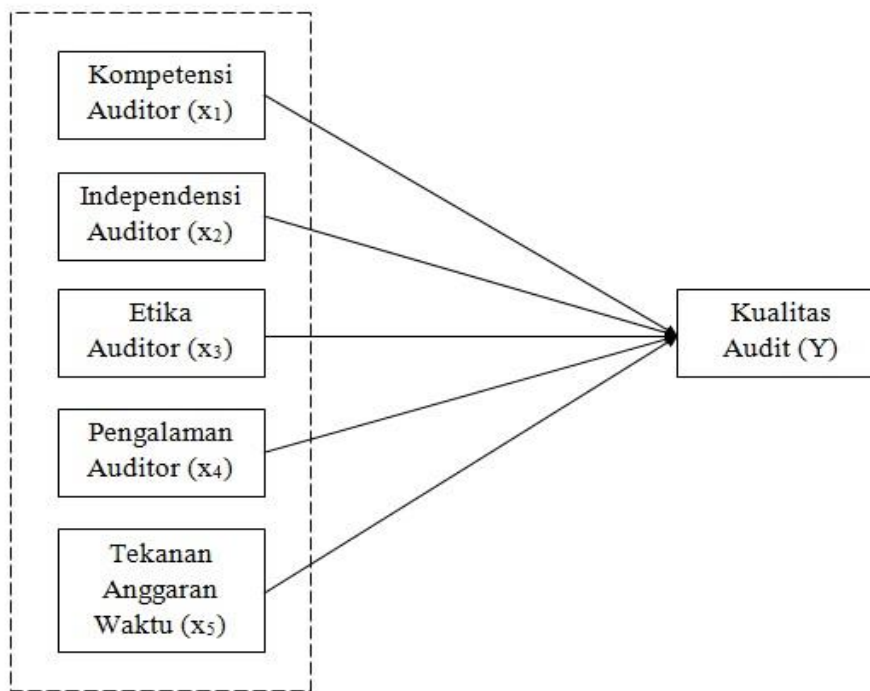 Kompetensi
Auditor (x₁)
Independensi
Auditor (x₂)
Etika
Auditor (x₃)
Pengalaman
Auditor (x₄)
Tekanan
Anggaran
Waktu (x₅)
Kualitas
Audit (Y)